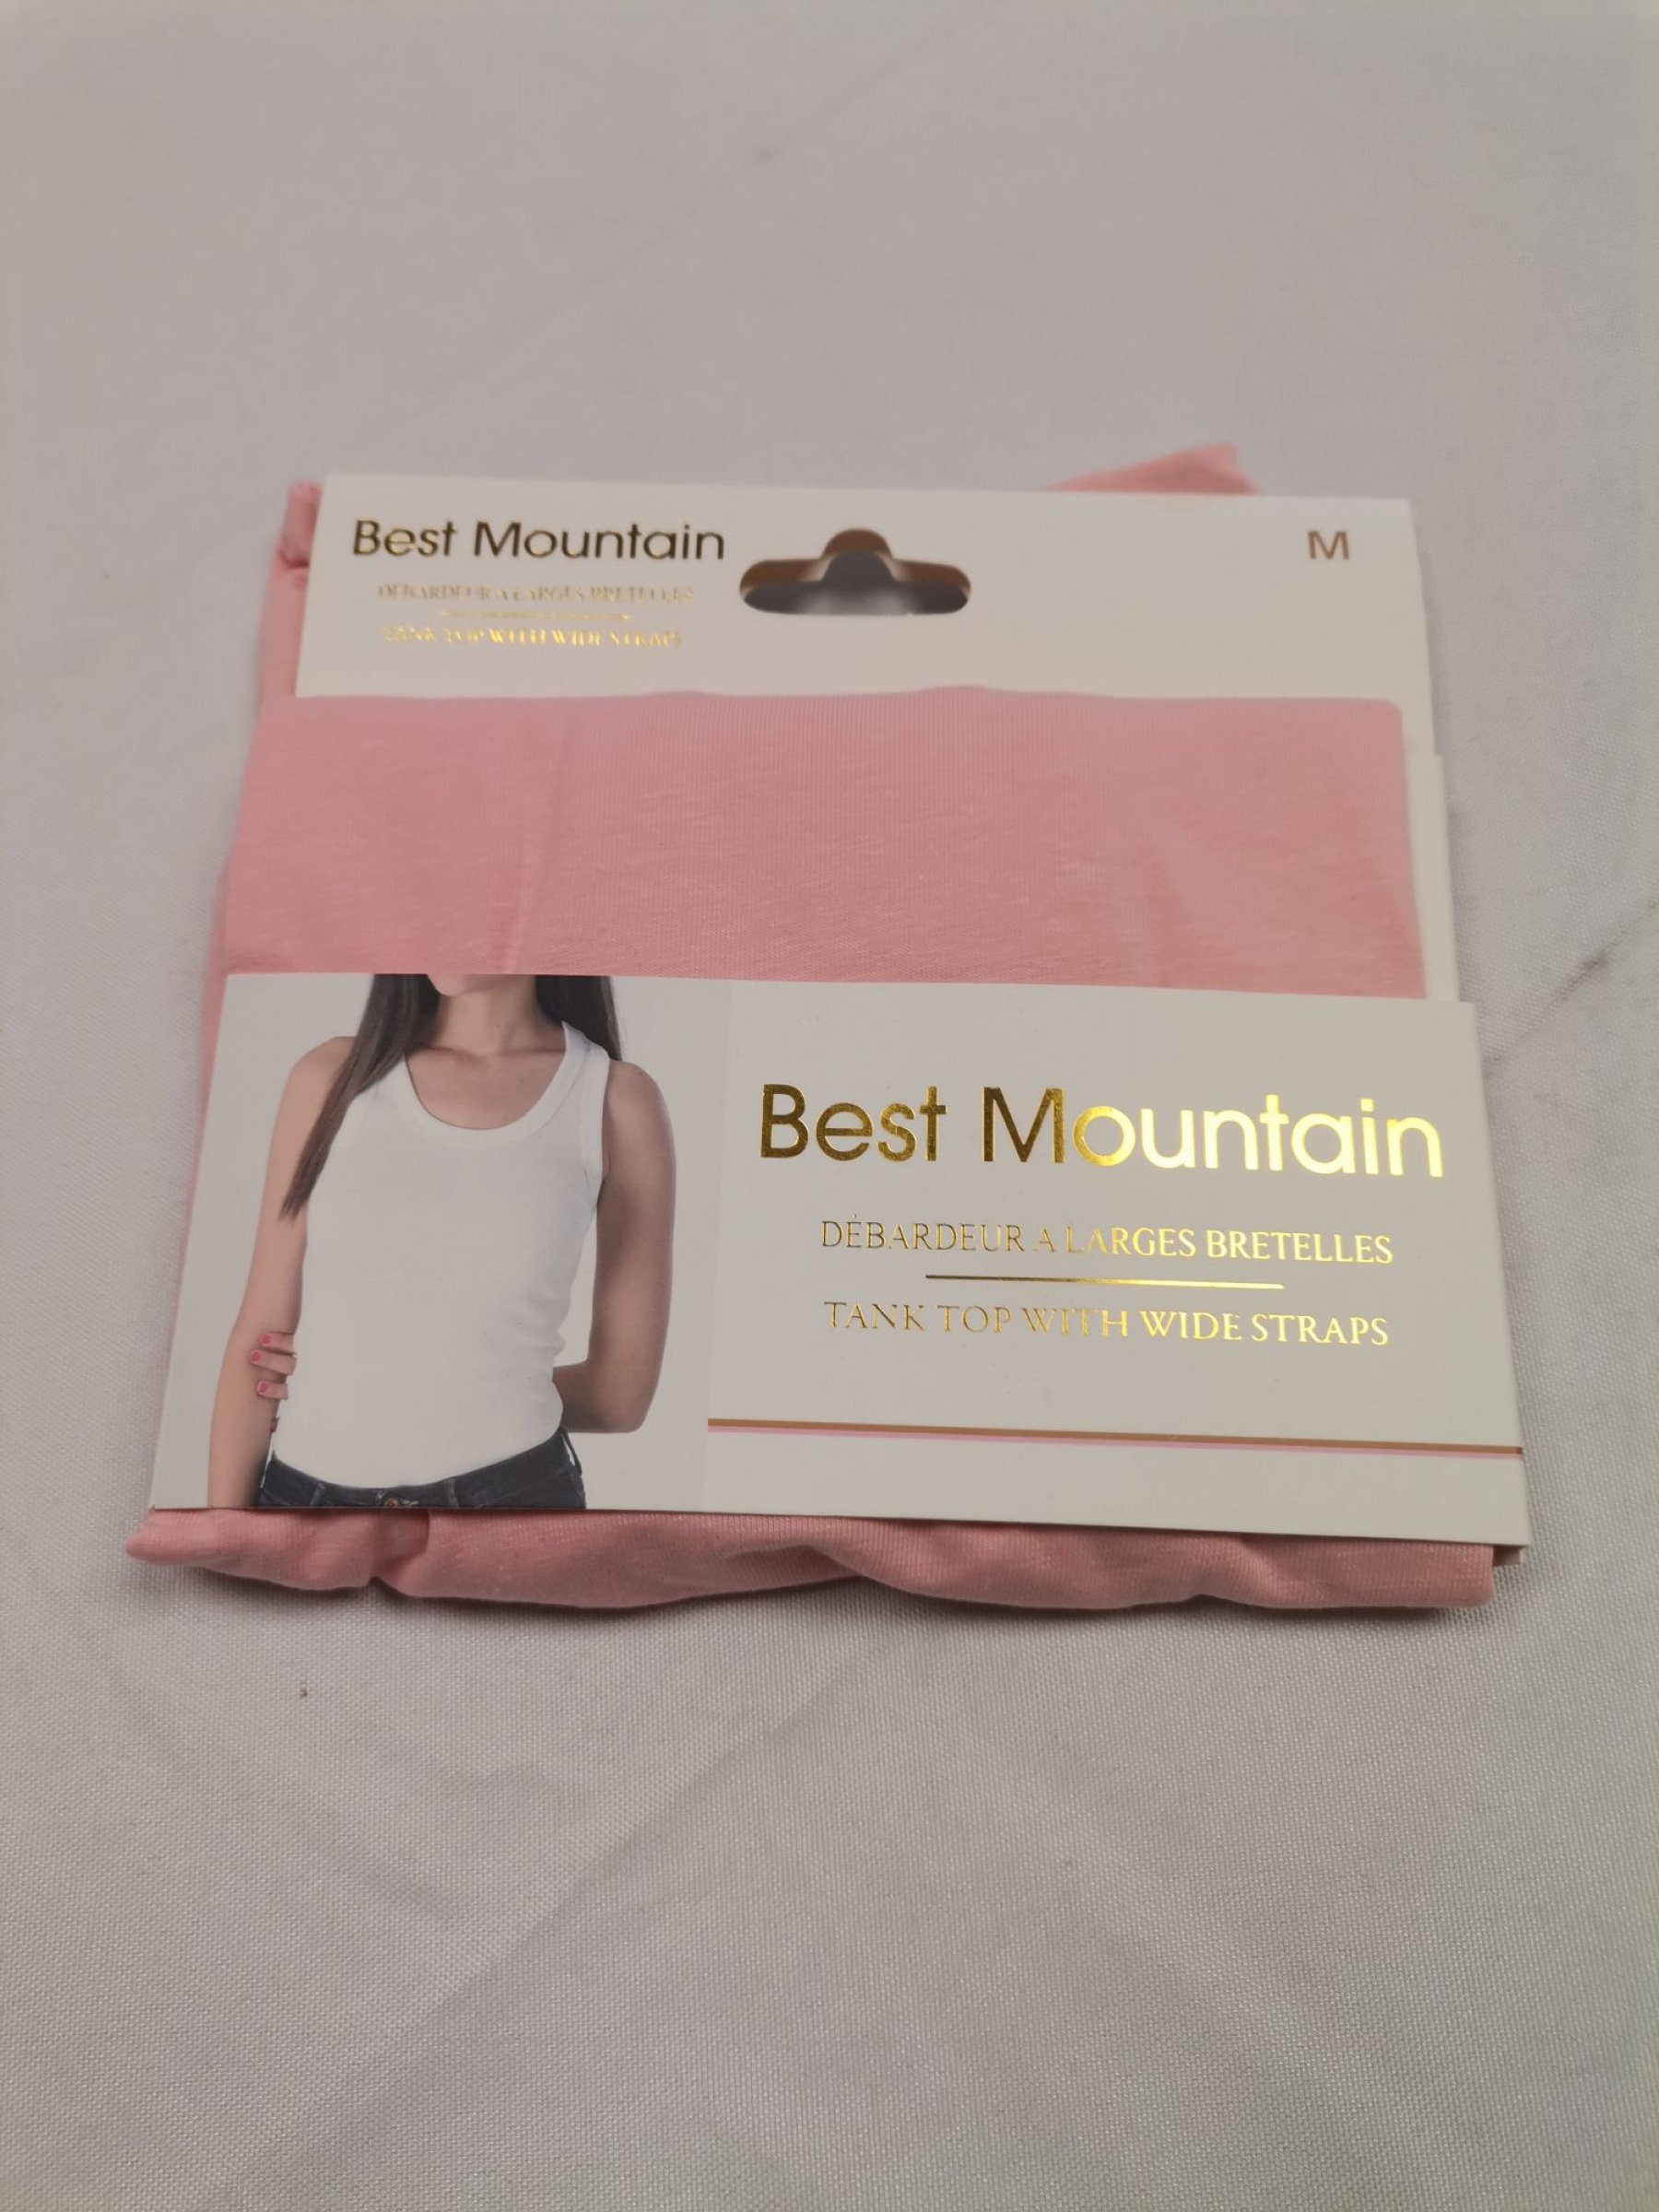 Best Mountain
M
DÉBARDEUR A LARGES BRETELLES
TANK TOP WITH WIDE STRAPS
Best Mountain
DÉBARDEUR A LARGES BRETELLES
TANK TOP WITH WIDE STRAPS